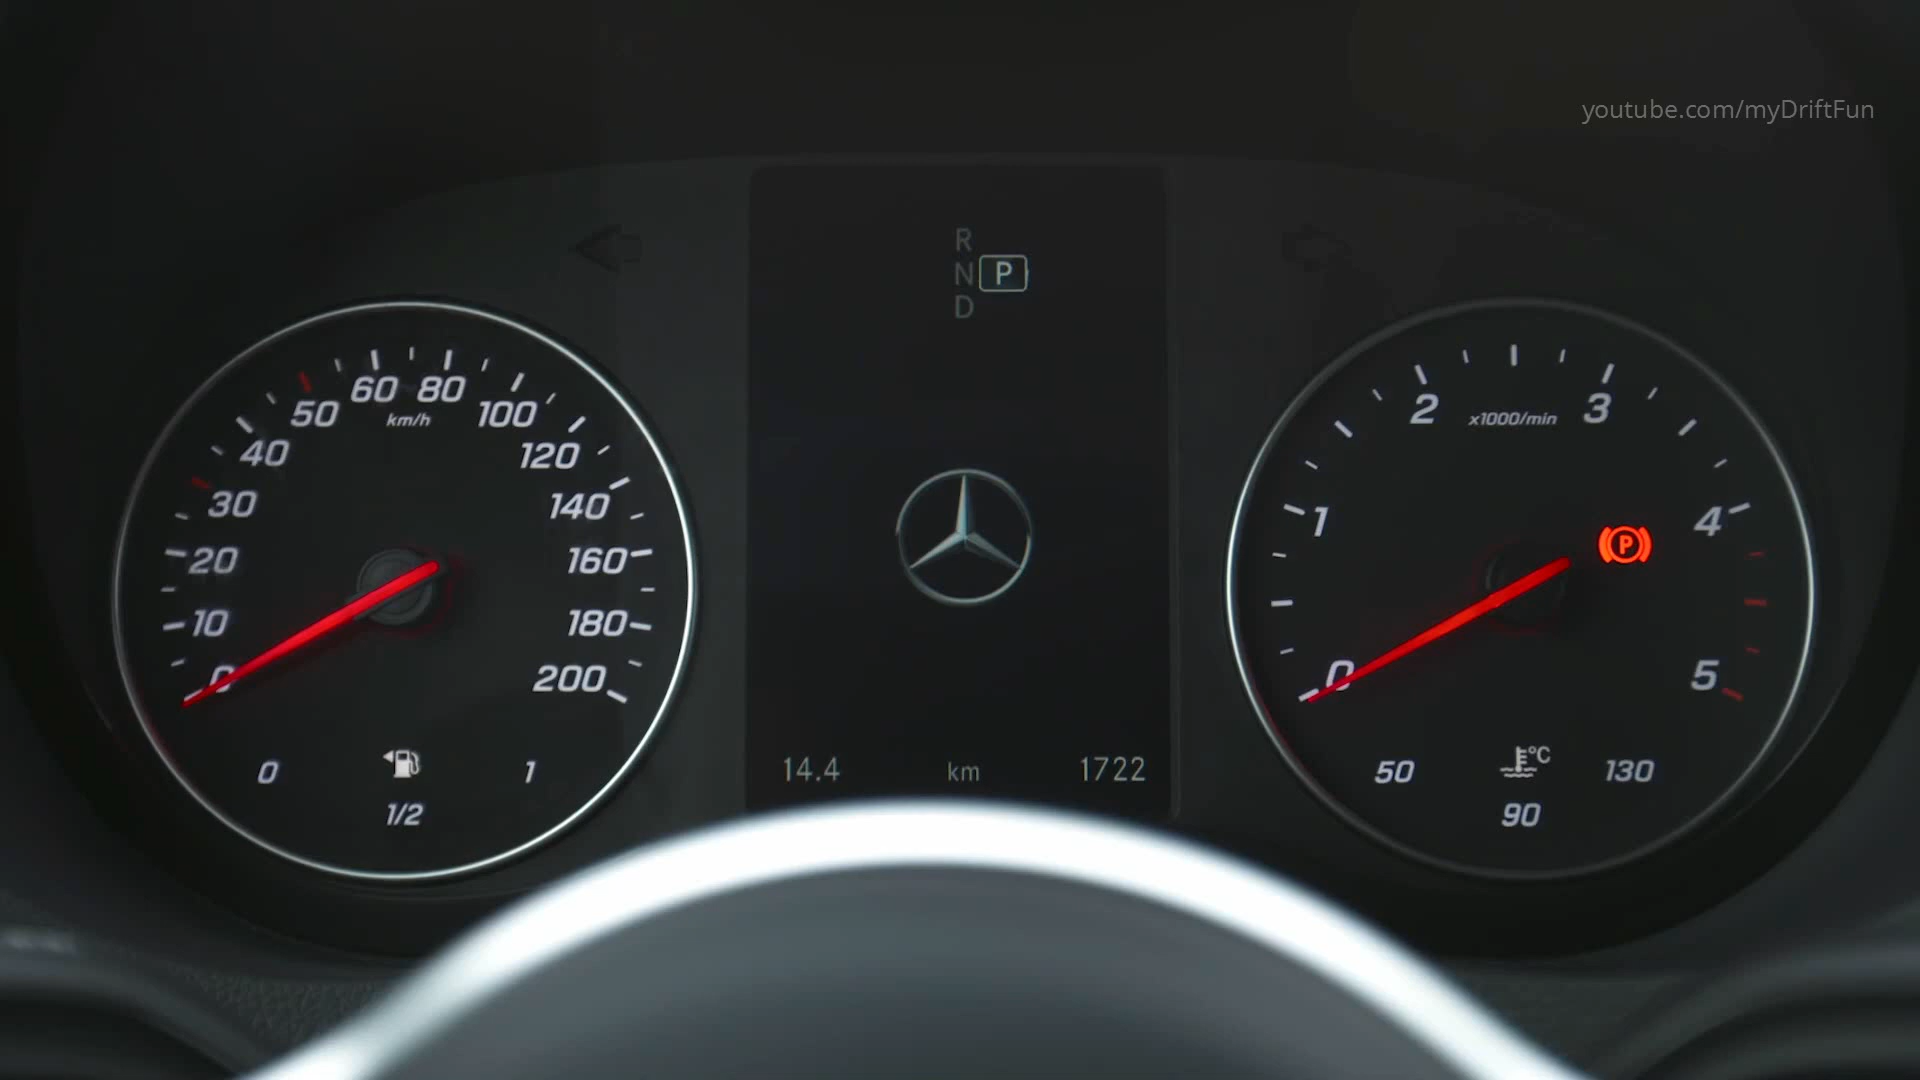 youtube.com/myDriftFun
R
N P
D
60 80
50 km/h 100
40 120
30 140
20 160
10 180
0 200
0 1
1/2
14.4 km 1722
2 x1000/min 3
1 4
P
0 5
°C
50 130
90